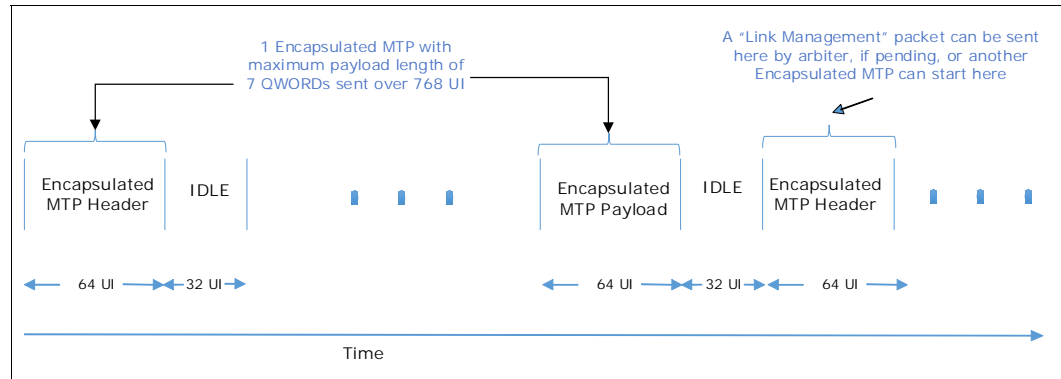 1 Encapsulated MTP with
maximum payload length of
7 QWORDs sent over 768 UI
A "Link Management" packet can be sent
here by arbiter, if pending, or another
Encapsulated MTP can start here
Encapsulated
MTP Header
IDLE
Encapsulated
MTP Payload
IDLE
Encapsulated
MTP Header
64 UI
32 UI
64 UI
32 UI
64 UI
Time